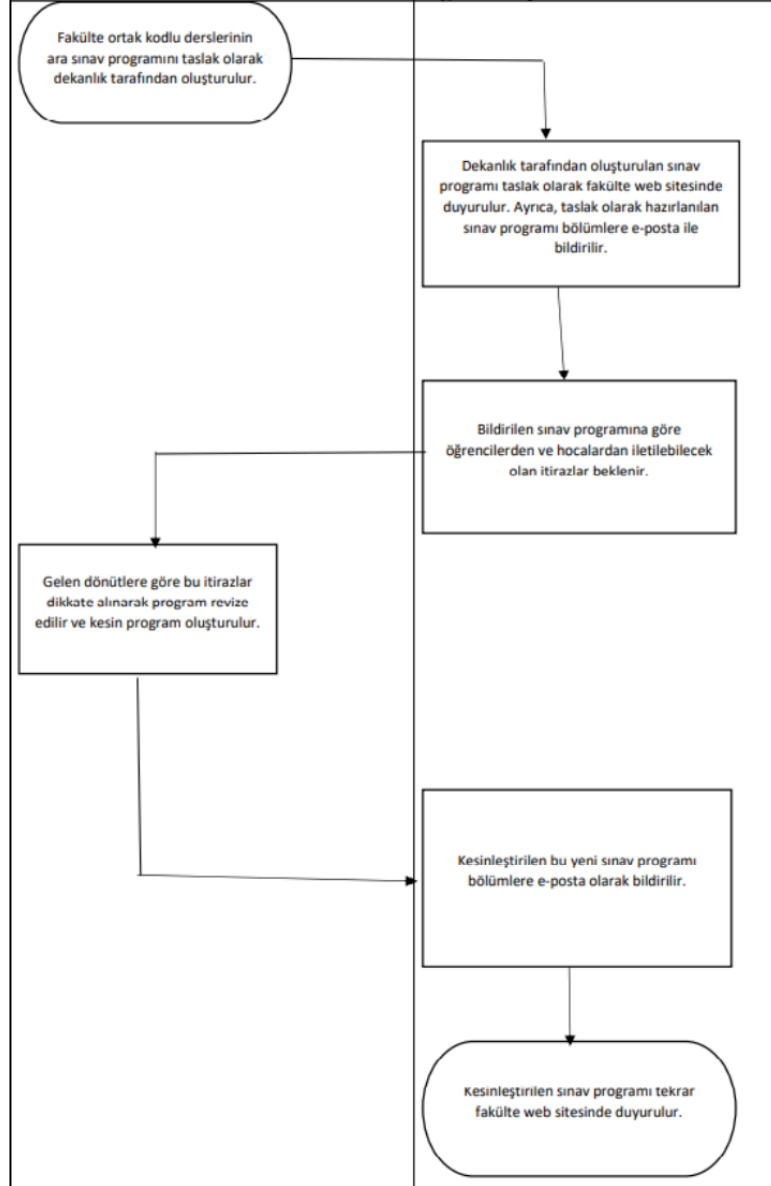 Fakülte ortak kodlu derslerinin
ara sınav programını taslak olarak
dekanlık tarafından oluşturulur.
Dekanlık tarafından oluşturulan sınav
programı taslak olarak fakülte web sitesinde
duyurulur. Ayrıca, taslak olarak hazırlanılan
sınav programı bölümlere e-posta ile
bildirilir.
Bildirilen sınav programına göre
öğrencilerden ve hocalardan iletilebilecek
olan itirazlar beklenir.
Gelen dönütlere göre bu itirazlar
dikkate alınarak program revize
edilir ve kesin program oluşturulur.
Kesinleştirilen bu yeni sınav programı
bölümlere e-posta olarak bildirilir.
Kesinleştirilen sınav programı tekrar
fakülte web sitesinde duyurulur.